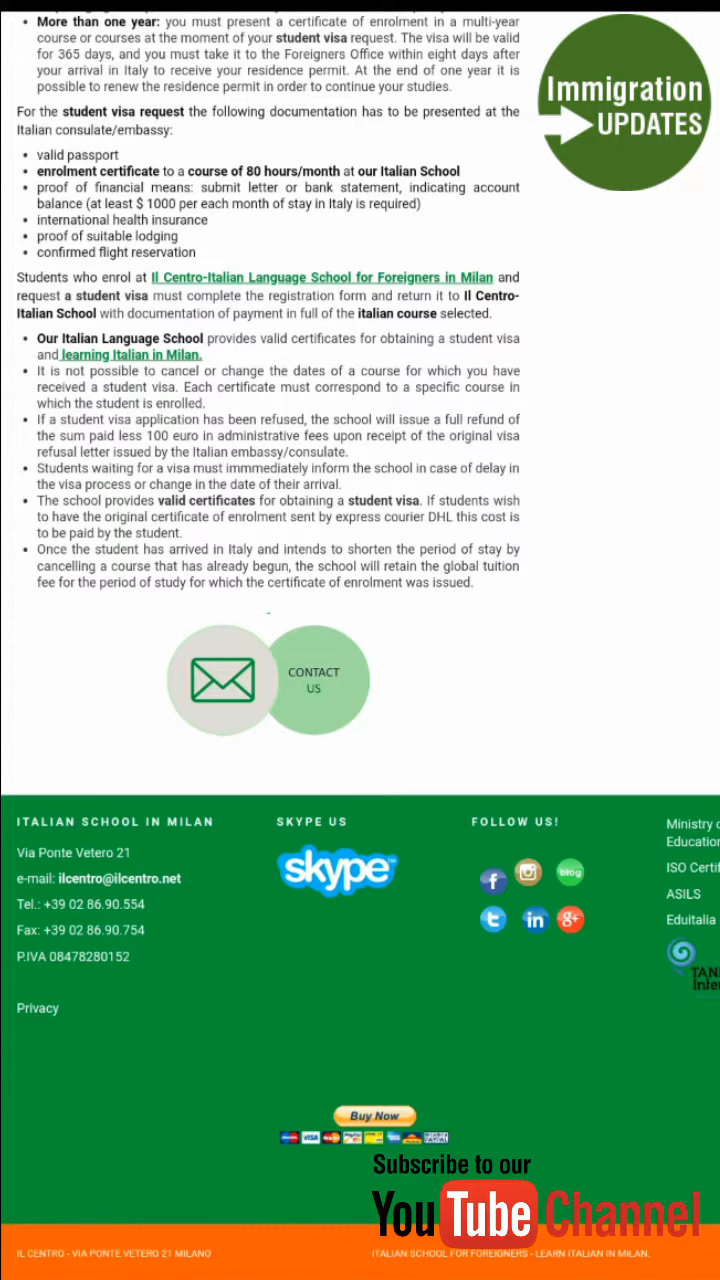 More than one year: you must present a certificate of enrolment in a multi-year
course or courses at the moment of your student visa request. The visa will be valid
for 365 days, and you must take it to the Foreigners Office within eight days after
your arrival in Italy to receive your residence permit. At the end of one year it is
possible to renew the residence permit in order to continue your studies.
Immigration
UPDATES
For the student visa request the following documentation has to be presented at the
Italian consulate/embassy:
valid passport
enrolment certificate to a course of 80 hours/month at our Italian School
proof of financial means: submit letter or bank statement, indicating account
balance (at least $ 1000 per each month of stay in Italy is required)
international health insurance
proof of suitable lodging
confirmed flight reservation
Students who enrol at Il Centro-Italian Language School for Foreigners in Milan and
request a student visa must complete the registration form and return it to Il Centro-
Italian School with documentation of payment in full of the italian course selected.
Our Italian Language School provides valid certificates for obtaining a student visa
and learning Italian in Milan.
It is not possible to cancel or change the dates of a course for which you have
received a student visa. Each certificate must correspond to a specific course in
which the student is enrolled.
If a student visa application has been refused, the school will issue a full refund of
the sum paid less 100 euro in administrative fees upon receipt of the original visa
refusal letter issued by the Italian embassy/consulate.
Students waiting for a visa must immmediately inform the school in case of delay in
the visa process or change in the date of their arrival.
The school provides valid certificates for obtaining a student visa. If students wish
to have the original certificate of enrolment sent by express courier DHL this cost is
to be paid by the student.
Once the student has arrived in Italy and intends to shorten the period of stay by
cancelling a course that has already begun, the school will retain the global tuition
fee for the period of study for which the certificate of enrolment was issued.
CONTACT
US
ITALIAN SCHOOL IN MILAN
Via Ponte Vetero 21
e-mail: ilcentro@ilcentro.net
Tel.: +39 02 86.90.554
Fax: +39 02 86.90.754
P.IVA 08478280152
Privacy
SKYPE US
skype
FOLLOW US!
f
blog
t
in
g+
Ministry
Education
ISO Certif
ASILS
Eduitalia
TAN
Inter
Buy Now
VISA
Subscribe to our
YouTube Channel
IL CENTRO - VIA PONTE VETERO 21 MILANO
ITALIAN SCHOOL FOR FOREIGNERS - LEARN ITALIAN IN MILAN.